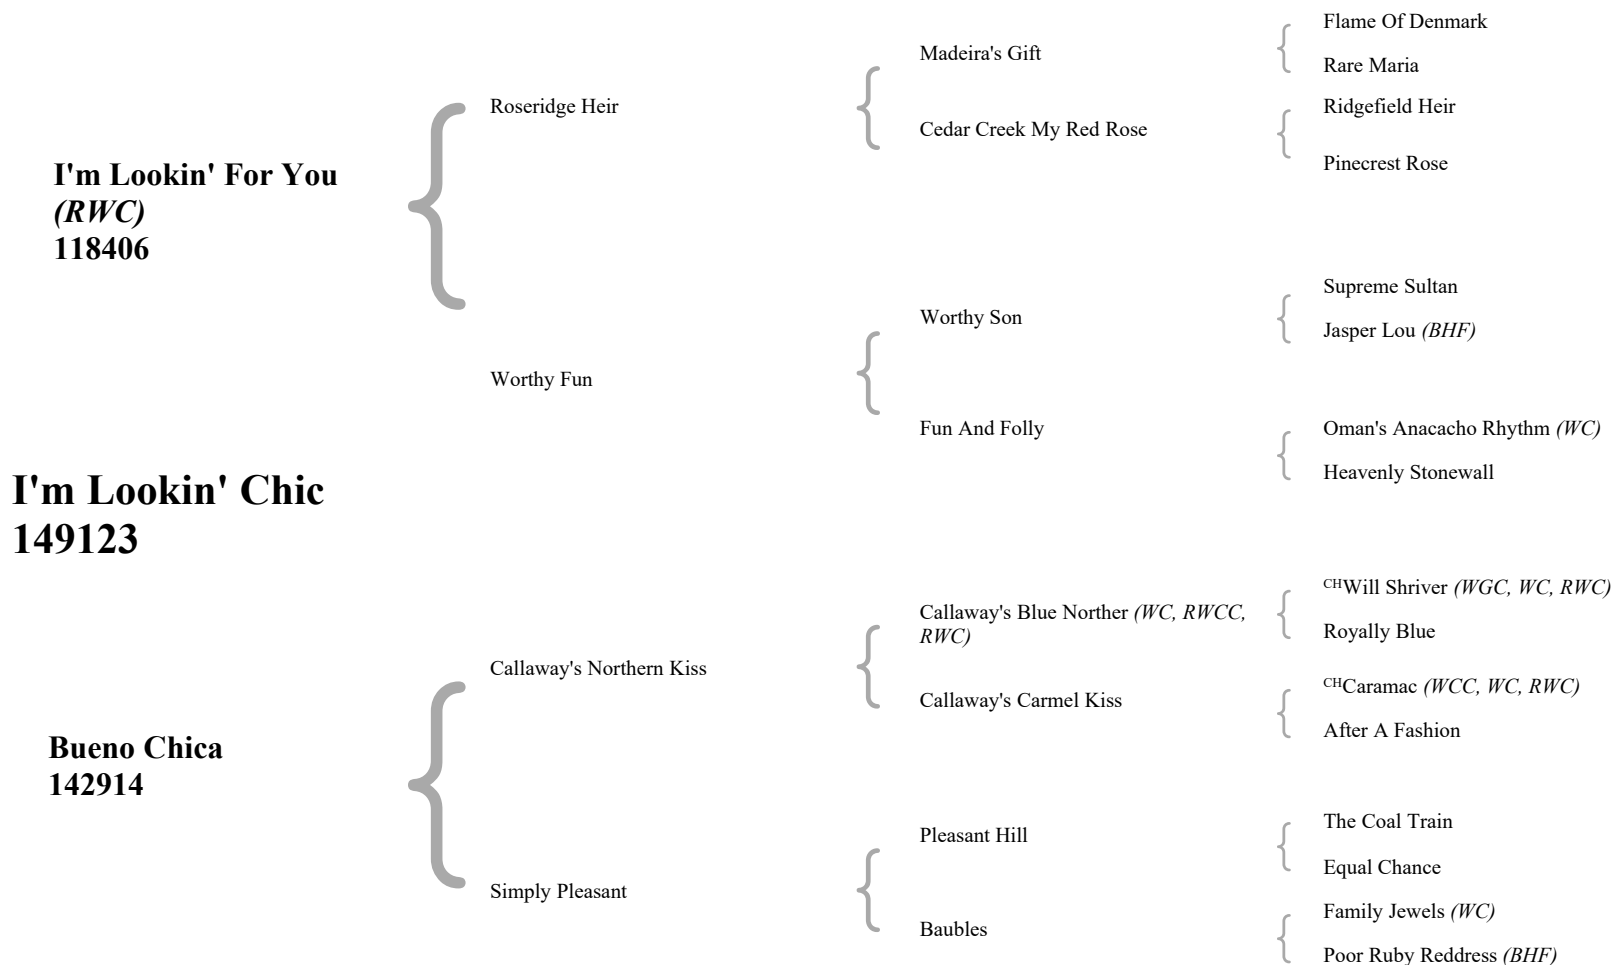 Flame Of Denmark
Madeira's Gift
Rare Maria
Roseridge Heir
Ridgefield Heir
Cedar Creek My Red Rose
Pinecrest Rose
I'm Lookin' For You
(RWC)
118406
Supreme Sultan
Worthy Son
Jasper Lou (BHF)
Worthy Fun
Fun And Folly
Oman's Anacacho Rhythm (WC)
Heavenly Stonewall
I'm Lookin' Chic
149123
CHWill Shriver (WGC, WC, RWC)
Callaway's Blue Norther (WC, RWCC,
RWC)
Royally Blue
Callaway's Northern Kiss
CHCaramac (WCC, WC, RWC)
Callaway's Carmel Kiss
After A Fashion
Bueno Chica
142914
The Coal Train
Pleasant Hill
Equal Chance
Simply Pleasant
Family Jewels (WC)
Baubles
Poor Ruby Reddress (BHF)